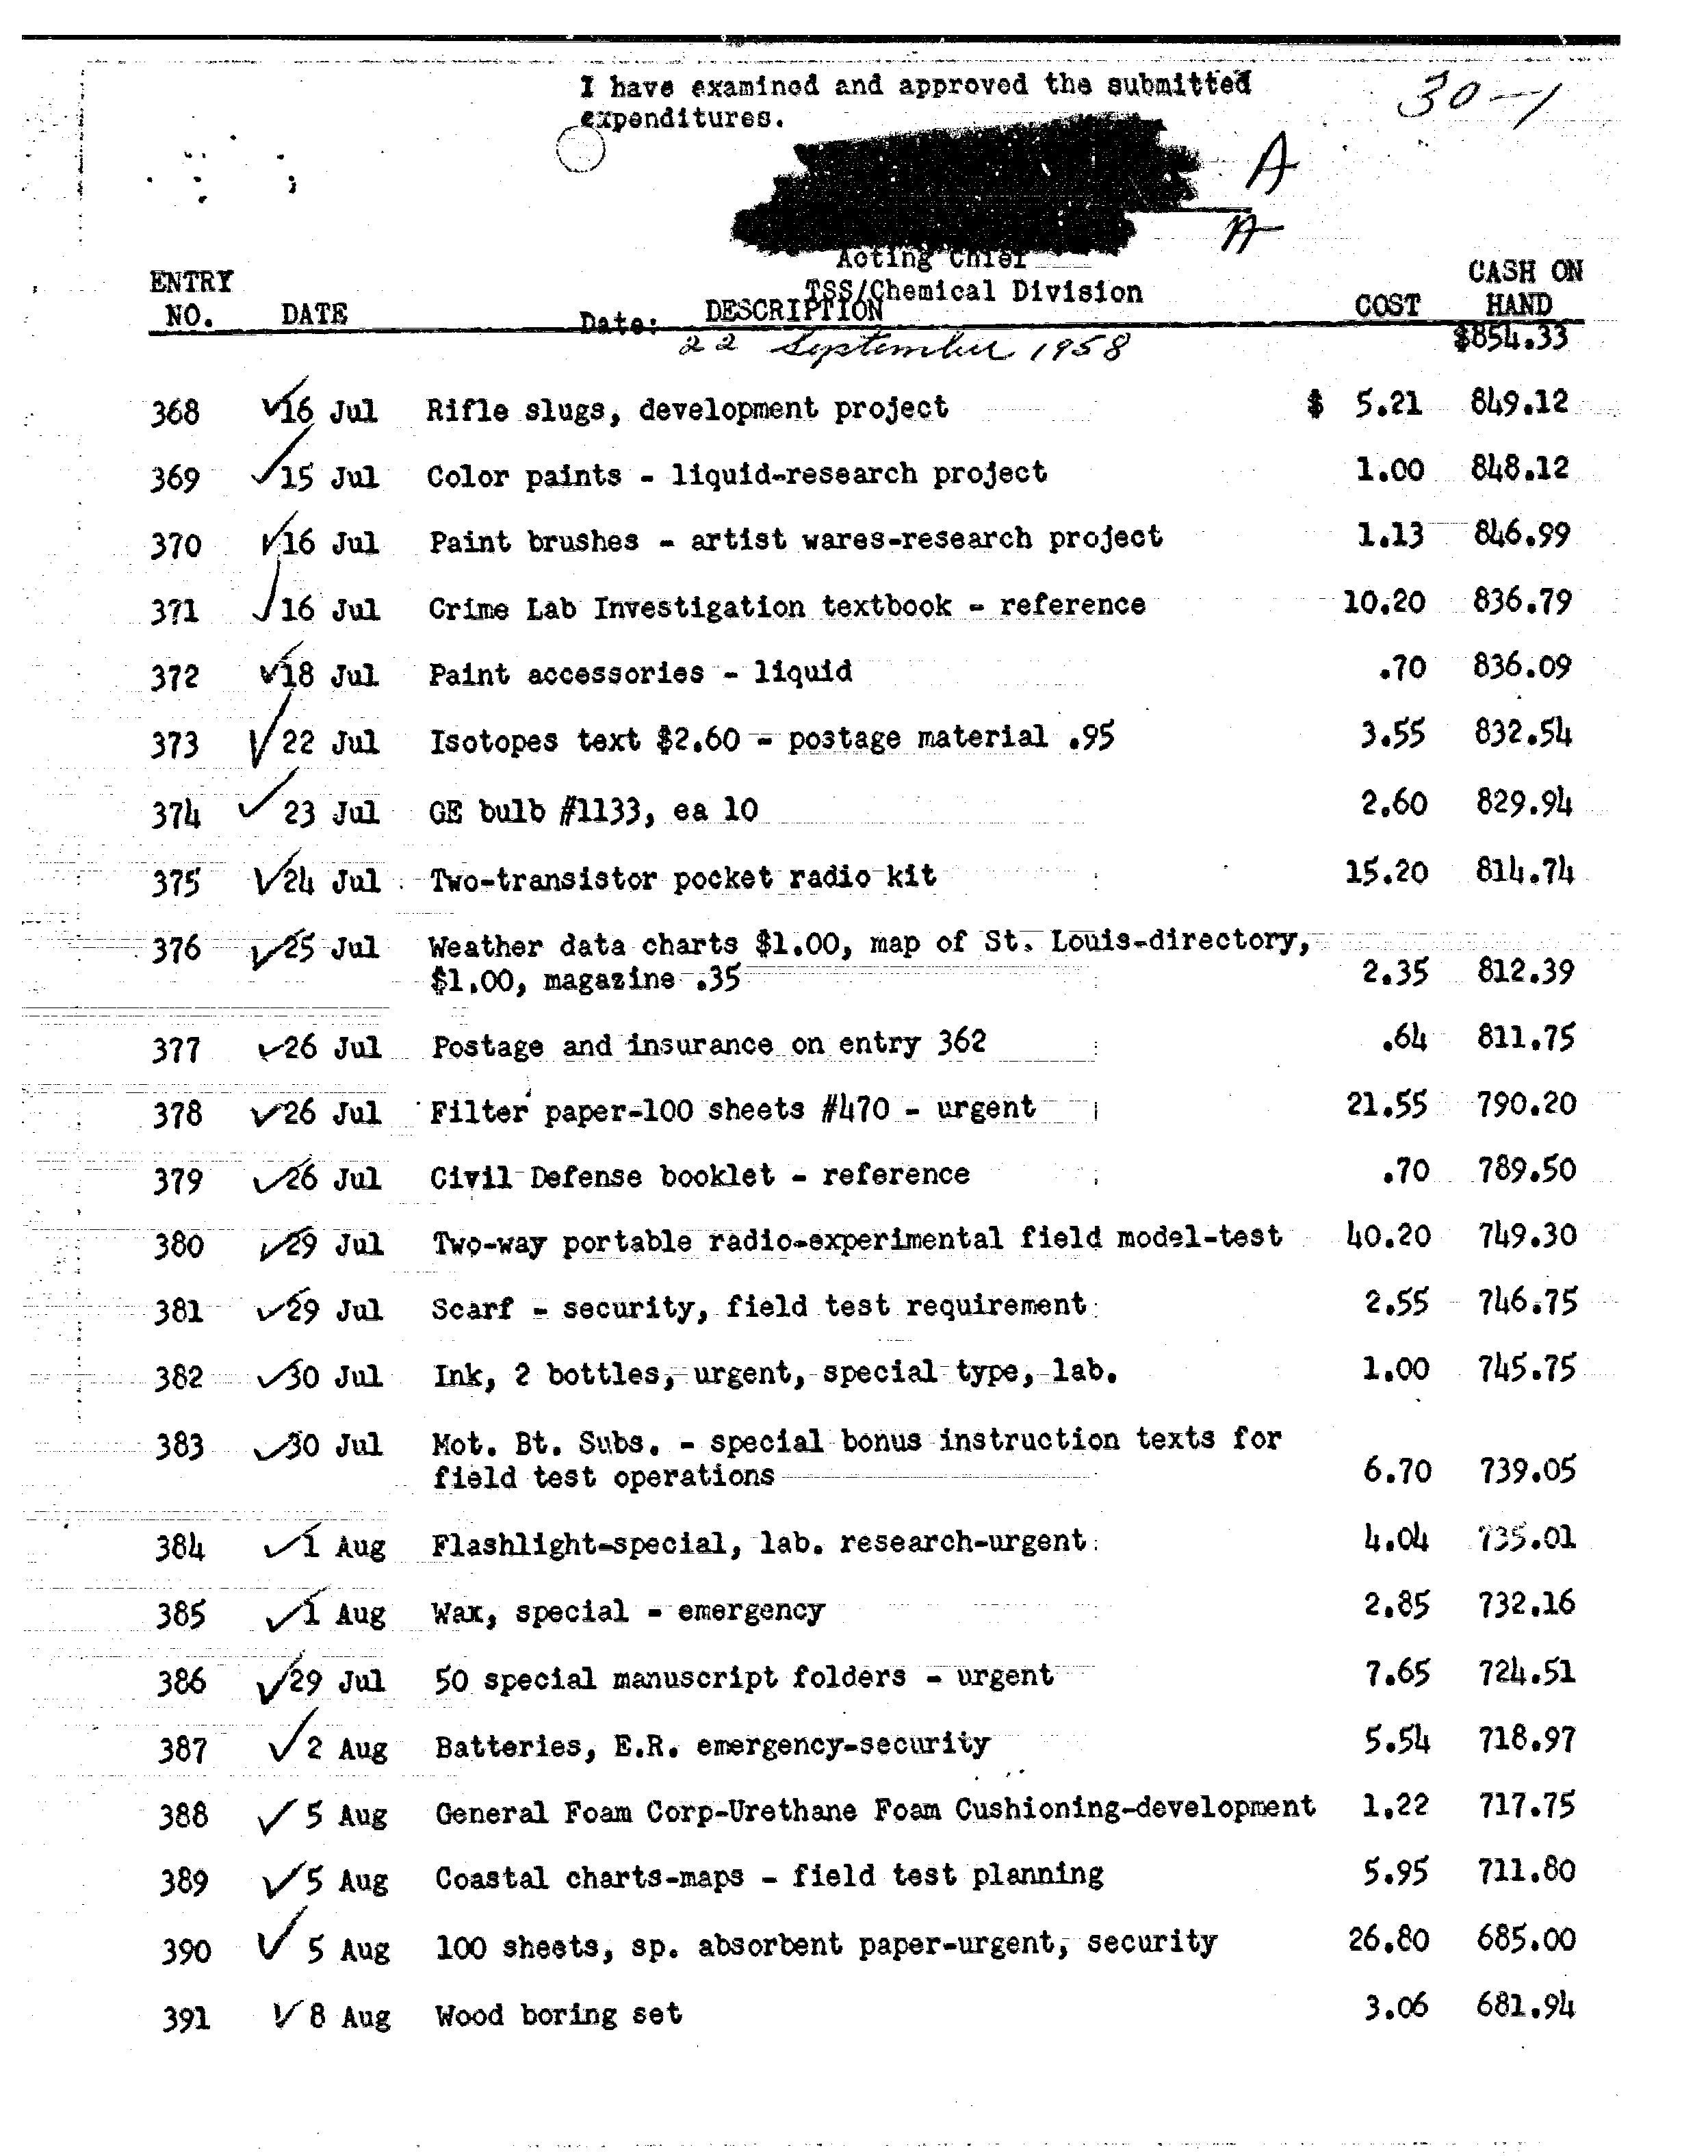 I have examined and approved the submitted
expenditures.
30-1
A
A
Acting Chief
TSS/Chemical Division
ENTRY NO. DATE DESCRIPTION COST CASH ON HAND
Date: 22 September 1958
$854.33
368 16 Jul Rifle slugs, development project $ 5.21 849.12
369 15 Jul Color paints - liquid-research project 1.00 848.12
370 16 Jul Paint brushes - artist wares-research project 1.13 846.99
371 16 Jul Crime Lab Investigation textbook - reference 10.20 836.79
372 18 Jul Paint accessories - liquid .70 836.09
373 22 Jul Isotopes text $2.60 - postage material .95 3.55 832.54
374 23 Jul GE bulb #1133, ea 10 2.60 829.94
375 24 Jul Two-transistor pocket radio kit 15.20 814.74
376 25 Jul Weather data charts $1.00, map of St. Louis-directory,
$1.00, magazine .35 2.35 812.39
377 26 Jul Postage and insurance on entry 362 .64 811.75
378 26 Jul Filter paper-100 sheets #470 - urgent 21.55 790.20
379 26 Jul Civil Defense booklet - reference .70 789.50
380 29 Jul Two-way portable radio-experimental field model-test 40.20 749.30
381 29 Jul Scarf - security, field test requirement 2.55 746.75
382 30 Jul Ink, 2 bottles, urgent, special type, lab. 1.00 745.75
383 30 Jul Mot. Bt. Subs. - special bonus instruction texts for
field test operations 6.70 739.05
384 1 Aug Flashlight-special, lab. research-urgent 4.04 735.01
385 1 Aug Wax, special - emergency 2.85 732.16
386 29 Jul 50 special manuscript folders - urgent 7.65 724.51
387 2 Aug Batteries, E.R. emergency-security 5.54 718.97
388 5 Aug General Foam Corp-Urethane Foam Cushioning-development 1.22 717.75
389 5 Aug Coastal charts-maps - field test planning 5.95 711.80
390 5 Aug 100 sheets, sp. absorbent paper-urgent, security 26.80 685.00
391 8 Aug Wood boring set 3.06 681.94